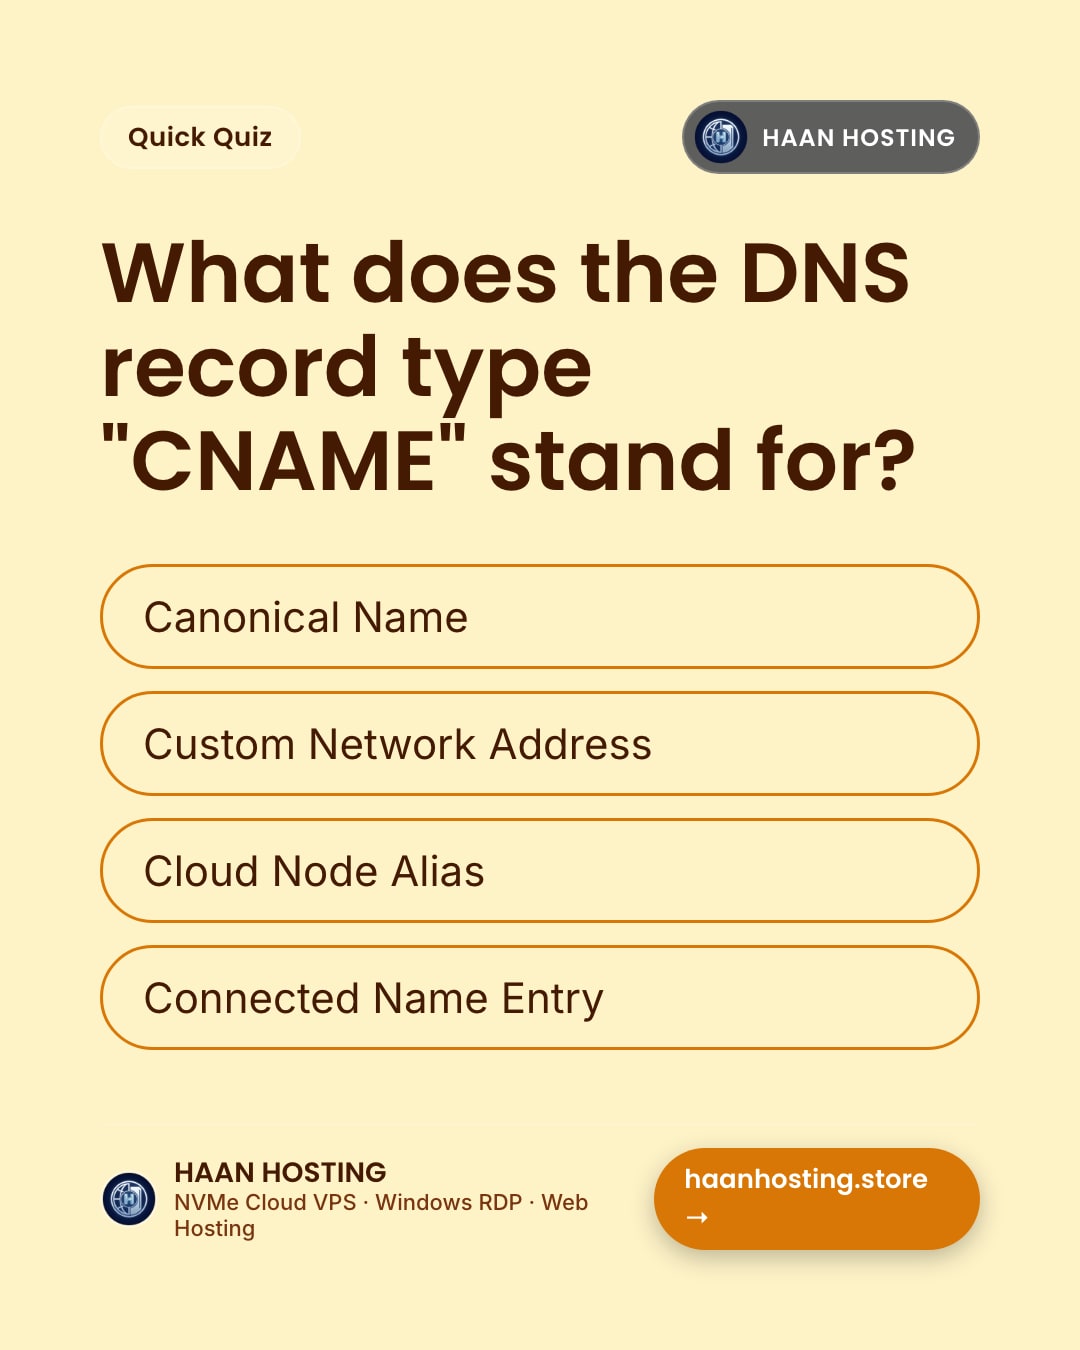 Quick Quiz
HAAN HOSTING
What does the DNS
record type
"CNAME" stand for?
Canonical Name
Custom Network Address
Cloud Node Alias
Connected Name Entry
HAAN HOSTING
NVMe Cloud VPS · Windows RDP · Web
Hosting
haanhosting.store
→